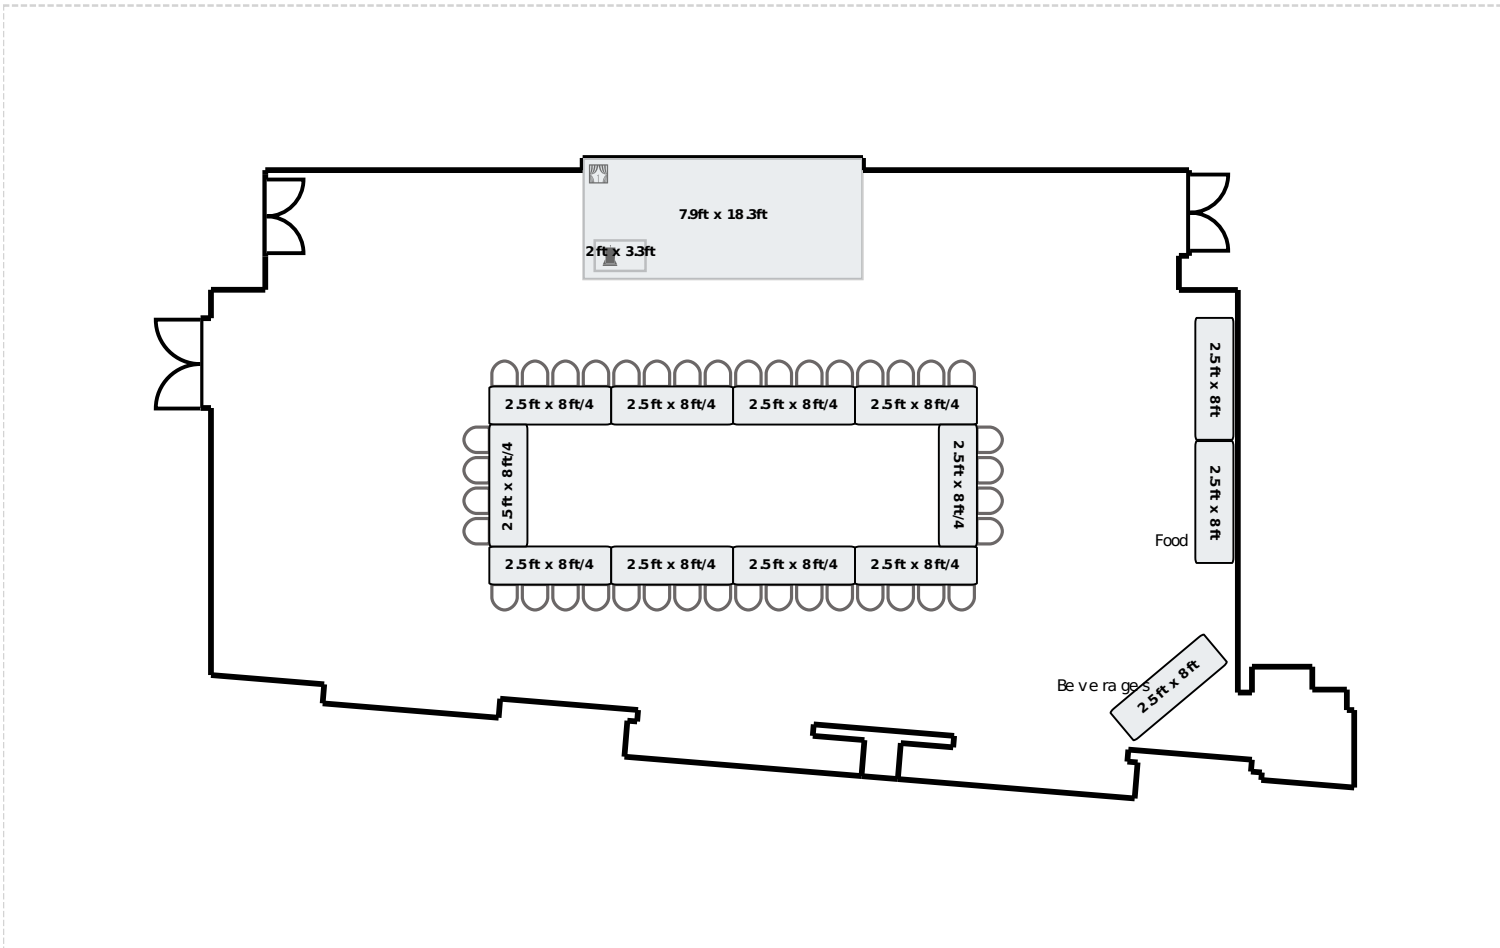 7.9ft x 18.3ft
2ft x 3.3ft
2.5ft x 8ft
2.5ft x 8ft/4 2.5ft x 8ft/4 2.5ft x 8ft/4 2.5ft x 8ft/4
2.5ft x 8ft/4
2.5ft x 8ft/4
2.5ft x 8ft
Food
2.5ft x 8ft/4 2.5ft x 8ft/4 2.5ft x 8ft/4 2.5ft x 8ft/4
Beverages
2.5ft x 8ft